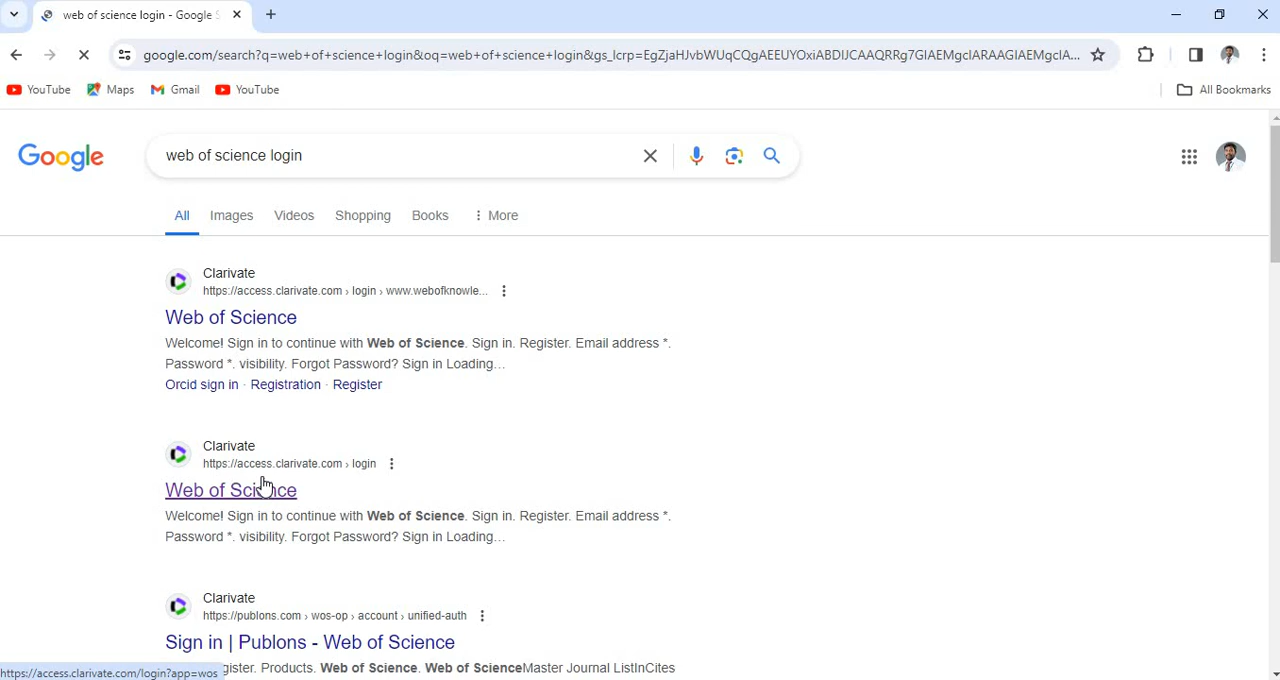 web of science login - Google S
google.com/search?q=web+of+science+login&oq=web+of+science+login&gs_lcrp=EgZjaHJvbWUqCQgAEEUYOxiABDIJCAAQRRg7GIAEMgcIARAAGIAEMgcIA...
YouTube Maps Gmail YouTube All Bookmarks
Google web of science login
All Images Videos Shopping Books More
Clarivate
https://access.clarivate.com › login › www.webofknowle...
Web of Science
Welcome! Sign in to continue with Web of Science. Sign in. Register. Email address *.
Password *. visibility. Forgot Password? Sign in Loading...
Orcid sign in · Registration · Register
Clarivate
https://access.clarivate.com › login
Web of Science
Welcome! Sign in to continue with Web of Science. Sign in. Register. Email address *.
Password *. visibility. Forgot Password? Sign in Loading...
Clarivate
https://publons.com › wos-op › account › unified-auth
Sign in | Publons - Web of Science
gister. Products. Web of Science. Web of ScienceMaster Journal ListInCites
https://access.clarivate.com/login?app=wos